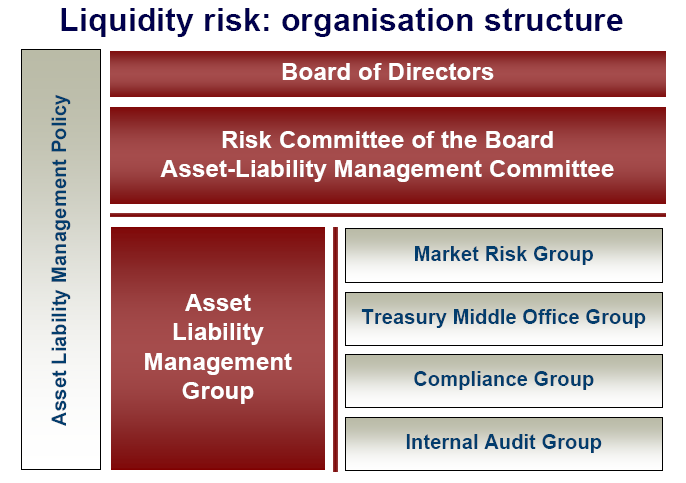 Liquidity risk: organisation structure
Asset Liability Management Policy
Board of Directors
Risk Committee of the Board
Asset-Liability Management Committee
Asset
Liability
Management
Group
Market Risk Group
Treasury Middle Office Group
Compliance Group
Internal Audit Group